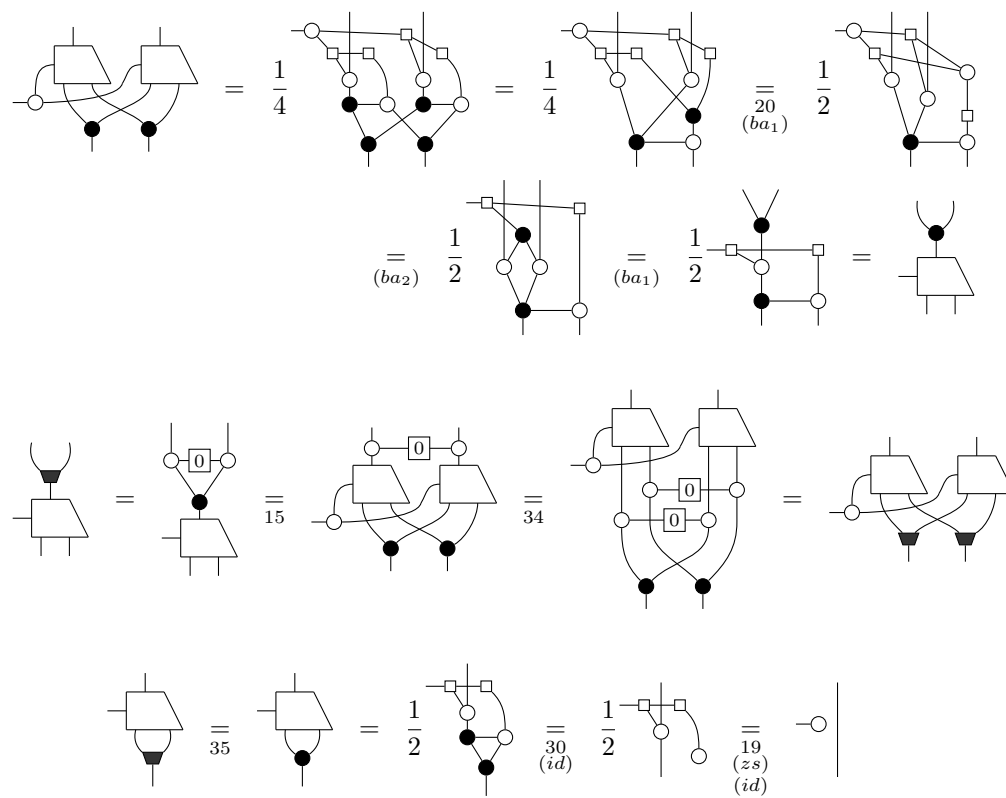 = 1/4 = 1/4 = 20 (ba₁) 1/2
= (ba₂) 1/2 = (ba₁) 1/2 =
= 0 = 15 0 = 34 0 0 =
= 35 = 1/2 = 30 (id) 1/2 = 19 (zs) (id)